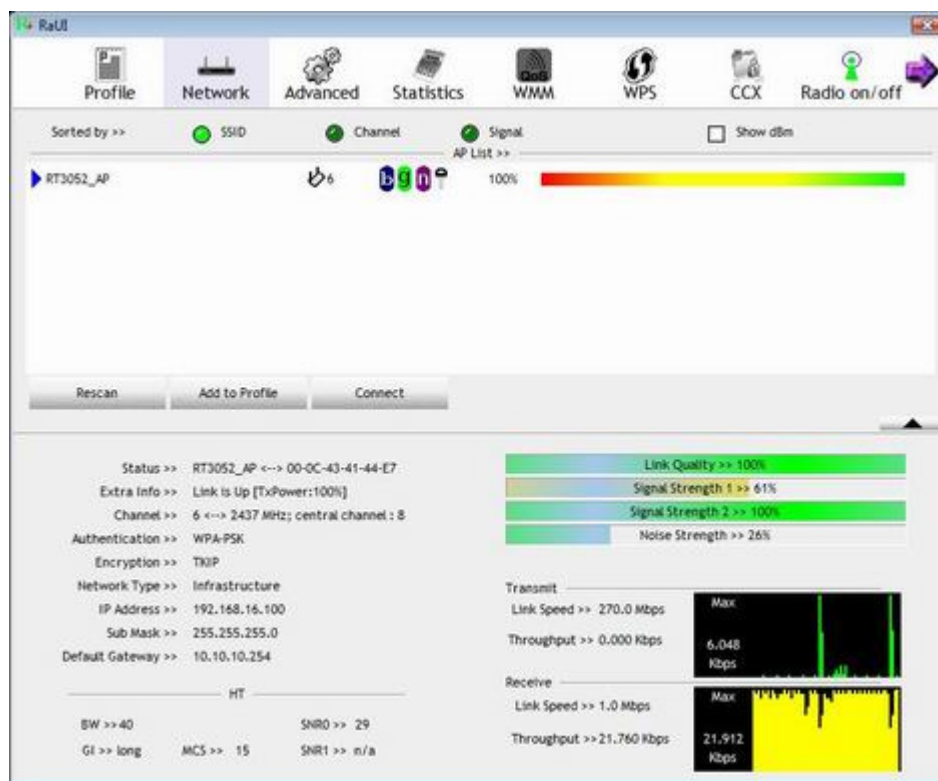 RaUI
Profile Network Advanced Statistics QoS WMM WPS CCX Radio on/off
Sorted by >> SSID Channel Signal Show dBm
AP List >>
RT3052_AP 6 b g n 100%
Rescan Add to Profile Connect
Status >> RT3052_AP <--> 00-0C-43-41-44-E7
Extra Info >> Link is Up [TxPower:100%]
Channel >> 6 <--> 2437 MHz; central channel : 8
Authentication >> WPA-PSK
Encryption >> TKIP
Network Type >> Infrastructure
IP Address >> 192.168.16.100
Sub Mask >> 255.255.255.0
Default Gateway >> 10.10.10.254
HT
BW >> 40 SNR0 >> 29
GI >> long MCS >> 15 SNR1 >> n/a
Link Quality >> 100%
Signal Strength 1 >> 61%
Signal Strength 2 >> 100%
Noise Strength >> 26%
Transmit
Link Speed >> 270.0 Mbps
Throughput >> 0.000 Kbps
Max
6.048
Kbps
Receive
Link Speed >> 1.0 Mbps
Throughput >> 21.760 Kbps
Max
21.912
Kbps